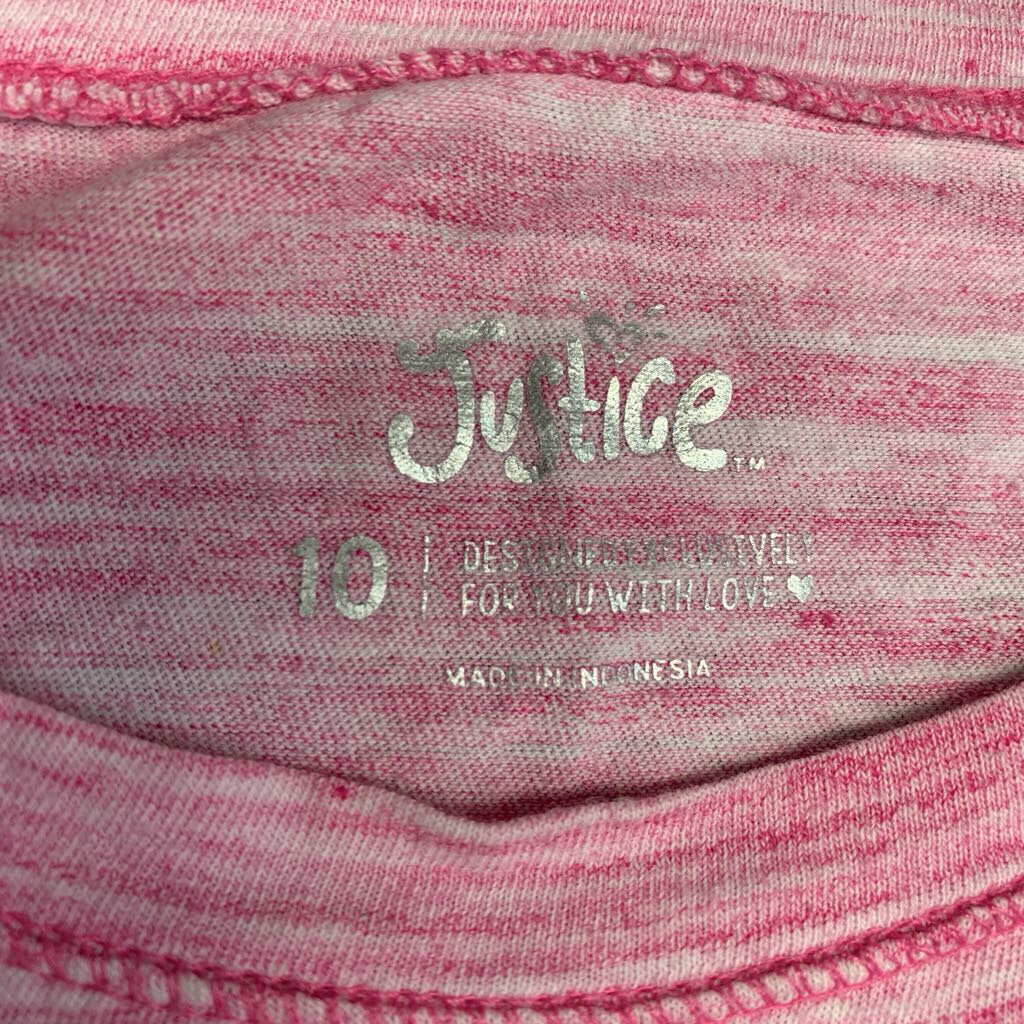 Justice™
10 | DESIGNED EXCLUSIVELY
FOR YOU WITH LOVE ♥
MADE IN INDONESIA